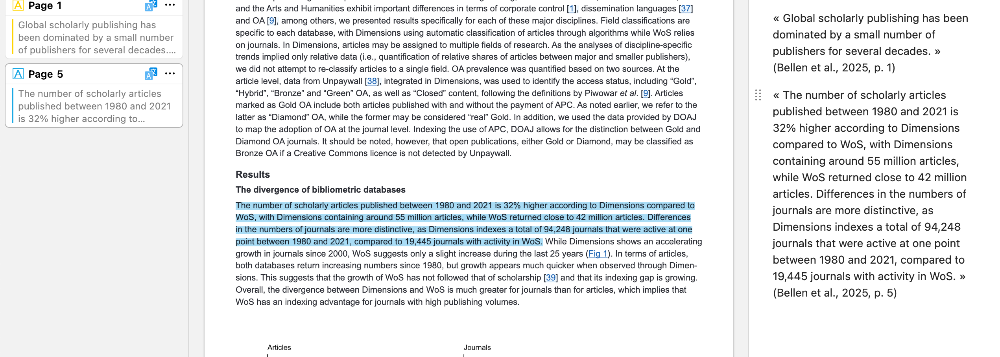 Page 1
Global scholarly publishing has
been dominated by a small number
of publishers for several decades....
Page 5
The number of scholarly articles
published between 1980 and 2021
is 32% higher according to...
and the Arts and Humanities exhibit important differences in terms of corporate control [1], dissemination languages [37]
and OA [9], among others, we presented results specifically for each of these major disciplines. Field classifications are
specific to each database, with Dimensions using automatic classification of articles through algorithms while WoS relies
on journals. In Dimensions, articles may be assigned to multiple fields of research. As the analyses of discipline-specific
trends implied only relative data (i.e., quantification of relative shares of articles between major and smaller publishers),
we did not attempt to re-classify articles to a single field. OA prevalence was quantified based on two sources. At the
article level, data from Unpaywall [38], integrated in Dimensions, was used to identify the access status, including “Gold”,
“Hybrid”, “Bronze” and “Green” OA, as well as “Closed” content, following the definitions by Piwowar et al. [9]. Articles
marked as Gold OA include both articles published with and without the payment of APC. As noted earlier, we refer to the
latter as “Diamond” OA, while the former may be considered “real” Gold. In addition, we used the data provided by DOAJ
to map the adoption of OA at the journal level. Indexing the use of APC, DOAJ allows for the distinction between Gold and
Diamond OA journals. It should be noted, however, that open publications, either Gold or Diamond, may be classified as
Bronze OA if a Creative Commons licence is not detected by Unpaywall.
Results
The divergence of bibliometric databases
The number of scholarly articles published between 1980 and 2021 is 32% higher according to Dimensions compared to
WoS, with Dimensions containing around 55 million articles, while WoS returned close to 42 million articles. Differences
in the numbers of journals are more distinctive, as Dimensions indexes a total of 94,248 journals that were active at one
point between 1980 and 2021, compared to 19,445 journals with activity in WoS. While Dimensions shows an accelerating
growth in journals since 2000, WoS suggests only a slight increase during the last 25 years (Fig 1). In terms of articles,
both databases return increasing numbers since 1980, but growth appears much quicker when observed through Dimen-
sions. This suggests that the growth of WoS has not followed that of scholarship [39] and that its indexing gap is growing.
Overall, the divergence between Dimensions and WoS is much greater for journals than for articles, which implies that
WoS has an indexing advantage for journals with high publishing volumes.
Articles
Journals
« Global scholarly publishing has been
dominated by a small number of
publishers for several decades. »
(Bellen et al., 2025, p. 1)
« The number of scholarly articles
published between 1980 and 2021 is
32% higher according to Dimensions
compared to WoS, with Dimensions
containing around 55 million articles,
while WoS returned close to 42 million
articles. Differences in the numbers of
journals are more distinctive, as
Dimensions indexes a total of 94,248
journals that were active at one point
between 1980 and 2021, compared to
19,445 journals with activity in WoS. »
(Bellen et al., 2025, p. 5)